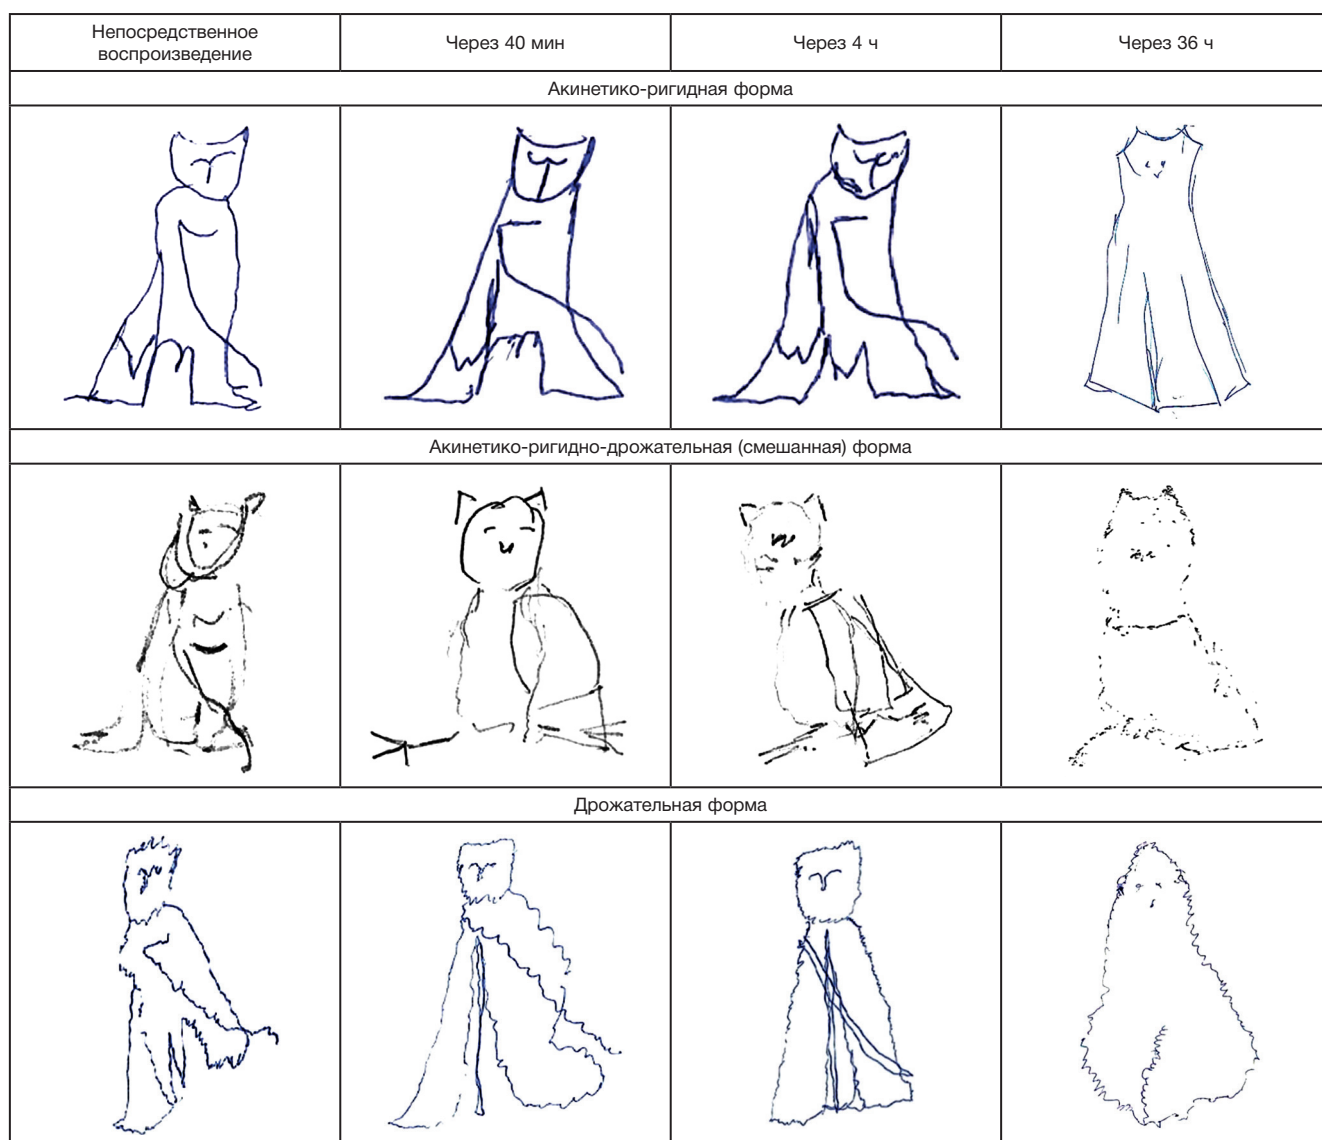 Непосредственное
воспроизведение
Через 40 мин
Через 4 ч
Через 36 ч
Акинетико-ригидная форма
Акинетико-ригидно-дрожательная (смешанная) форма
Дрожательная форма